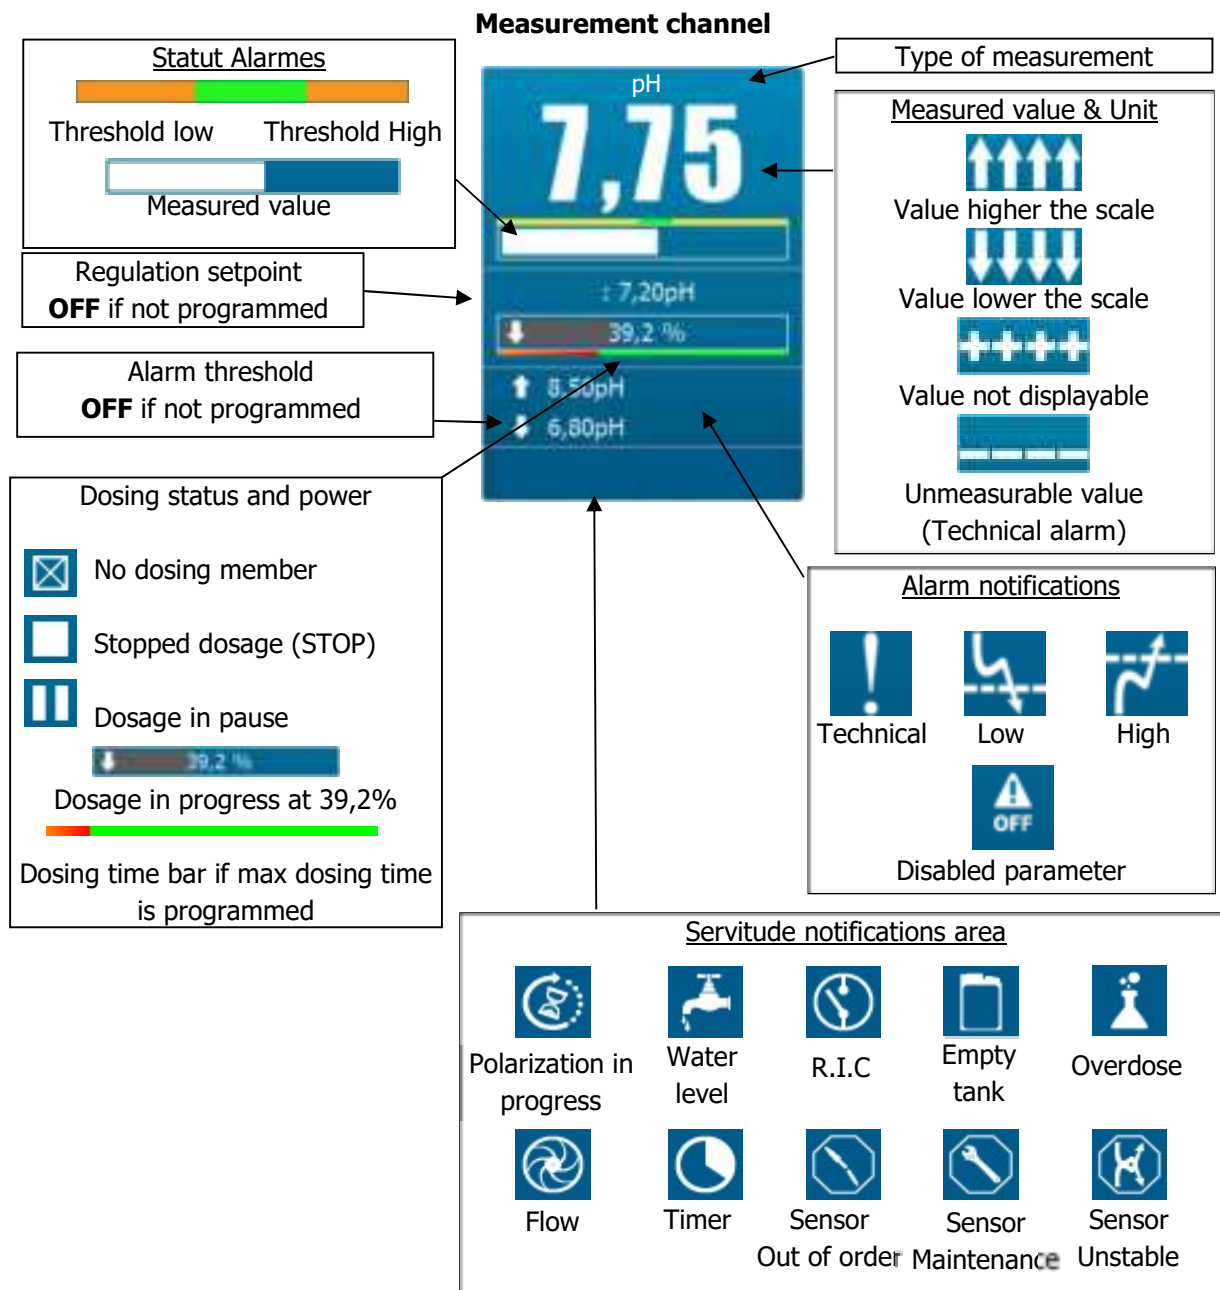 Measurement channel
Statut Alarmes
Threshold low Threshold High
Measured value
Regulation setpoint
OFF if not programmed
Alarm threshold
OFF if not programmed
pH
7,75
: 7,20pH
39,2 %
8,50pH
6,80pH
Type of measurement
Measured value & Unit
Value higher the scale
Value lower the scale
Value not displayable
Unmeasurable value
(Technical alarm)
Dosing status and power
No dosing member
Stopped dosage (STOP)
Dosage in pause
39,2 %
Dosage in progress at 39,2%
Dosing time bar if max dosing time
is programmed
Alarm notifications
Technical Low High
OFF
Disabled parameter
Servitude notifications area
Polarization in
progress
Water
level
R.I.C
Empty
tank
Overdose
Flow
Timer
Sensor
Out of order
Sensor
Maintenance
Sensor
Unstable